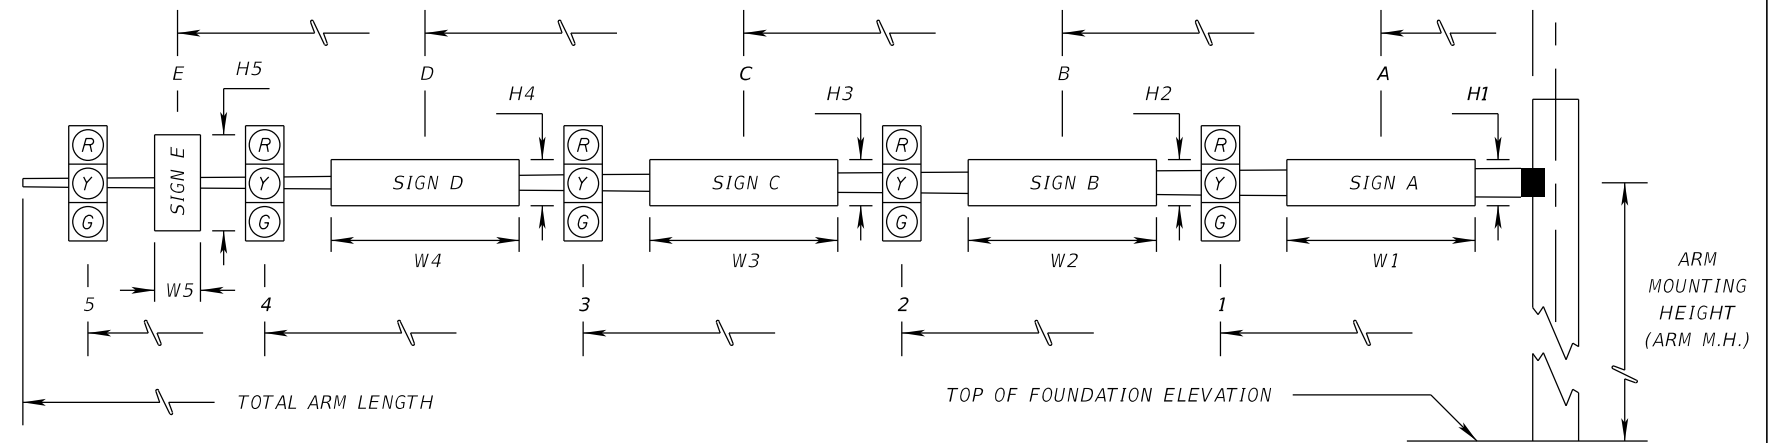 E
D
C
B
A
H5
H4
H3
H2
H1
R
Y
G
SIGN E
R
Y
G
SIGN D
R
Y
G
SIGN C
R
Y
G
SIGN B
R
Y
G
SIGN A
W5
W4
W3
W2
W1
5
4
3
2
1
ARM
MOUNTING
HEIGHT
(ARM M.H.)
TOTAL ARM LENGTH
TOP OF FOUNDATION ELEVATION